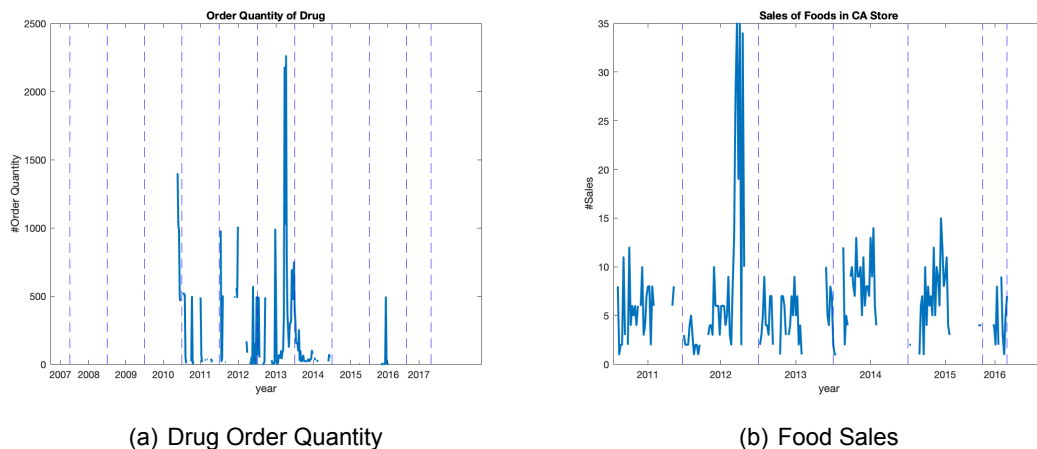 Order Quantity of Drug
2500
2000
1500
1000
500
0
#Order Quantity
2007 2008 2009 2010 2011 2012 2013 2014 2015 2016 2017
year
(a) Drug Order Quantity
Sales of Foods in CA Store
35
30
25
20
15
10
5
0
#Sales
2011 2012 2013 2014 2015 2016
year
(b) Food Sales